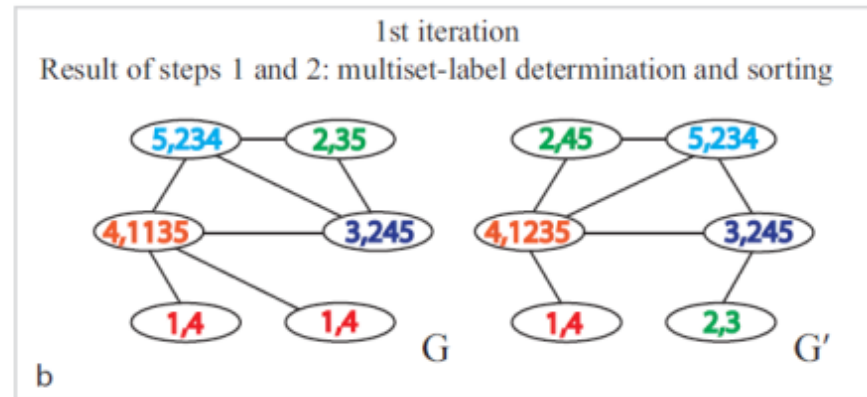 1st iteration
Result of steps 1 and 2: multiset-label determination and sorting
5,234 2,35 2,45 5,234
4,1135 3,245 4,1235 3,245
1,4 1,4 G 1,4 2,3 G′
b